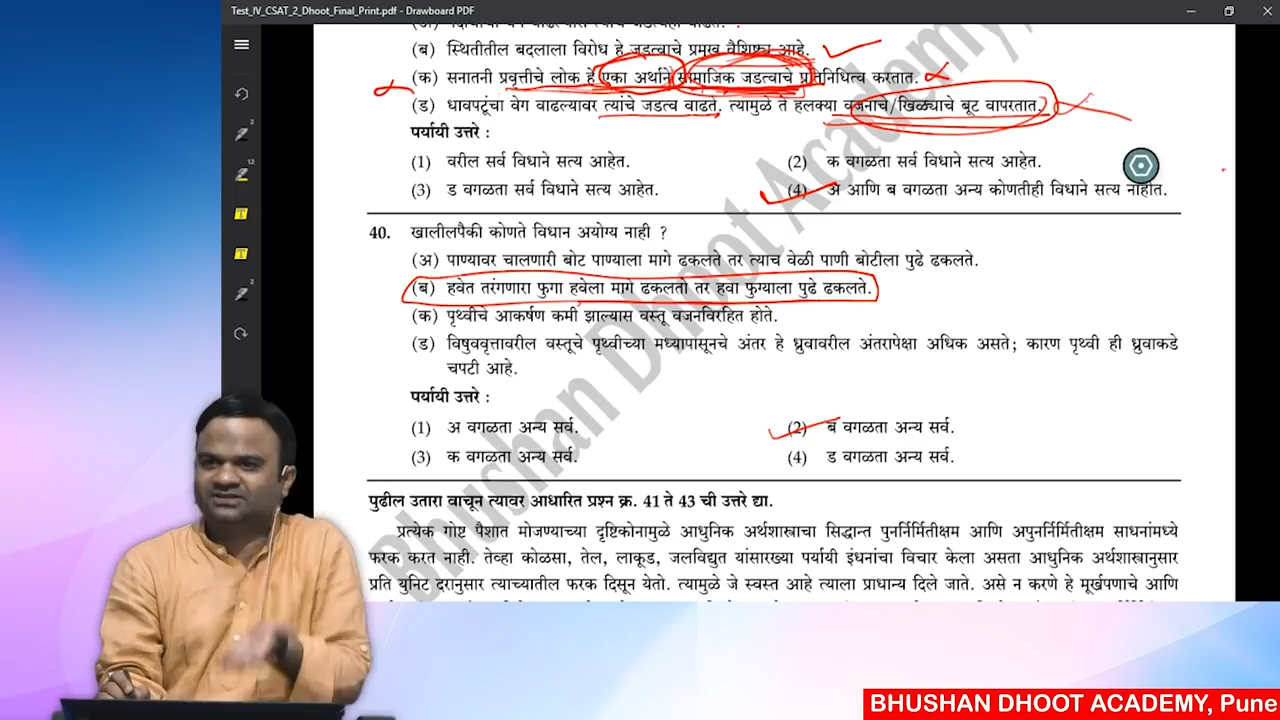 Test_IV_CSAT_2_Dhoot_Final_Print.pdf - Drawboard PDF
(ब) स्थितीतील बदलाला विरोध हे जडत्वाचे प्रमुख वैशिष्ट्य आहे.
(क) सनातनी प्रवृत्तीचे लोक हे एका अर्थाने सामाजिक जडत्वाचे प्रतिनिधित्व करतात.
(ड) धावपटूंचा वेग वाढल्यावर त्यांचे जडत्व वाढते. त्यामुळे ते हलक्या वजनाचे/खिळ्याचे बूट वापरतात.
पर्यायी उत्तरे :
(1) वरील सर्व विधाने सत्य आहेत. (2) क वगळता सर्व विधाने सत्य आहेत.
(3) ड वगळता सर्व विधाने सत्य आहेत. (4) अ आणि ब वगळता अन्य कोणतीही विधाने सत्य नाहीत.
40. खालीलपैकी कोणते विधान अयोग्य नाही ?
(अ) पाण्यावर चालणारी बोट पाण्याला मागे ढकलते तर त्याच वेळी पाणी बोटीला पुढे ढकलते.
(ब) हवेत तरंगणारा फुगा हवेला मागे ढकलतो तर हवा फुग्याला पुढे ढकलते.
(क) पृथ्वीचे आकर्षण कमी झाल्यास वस्तू वजनविरहित होते.
(ड) विषुववृत्तावरील वस्तूचे पृथ्वीच्या मध्यापासूनचे अंतर हे ध्रुवावरील अंतरापेक्षा अधिक असते; कारण पृथ्वी ही ध्रुवाकडे
चपटी आहे.
पर्यायी उत्तरे :
(1) अ वगळता अन्य सर्व. (2) ब वगळता अन्य सर्व.
(3) क वगळता अन्य सर्व. (4) ड वगळता अन्य सर्व.
पुढील उतारा वाचून त्यावर आधारित प्रश्न क्र. 41 ते 43 ची उत्तरे द्या.
प्रत्येक गोष्ट पैशात मोजण्याच्या दृष्टिकोनामुळे आधुनिक अर्थशास्त्राचा सिद्धान्त पुनर्निर्मितीक्षम आणि अपुनर्निर्मितीक्षम साधनांमध्ये
फरक करत नाही. तेव्हा कोळसा, तेल, लाकूड, जलविद्युत यांसारख्या पर्यायी इंधनांचा विचार केला असता आधुनिक अर्थशास्त्रानुसार
प्रति युनिट दरानुसार त्याच्यातील फरक दिसून येतो. त्यामुळे जे स्वस्त आहे त्याला प्राधान्य दिले जाते. असे न करणे हे मूर्खपणाचे आणि
Bhushan Dhoot Academy,
BHUSHAN DHOOT ACADEMY, Pune